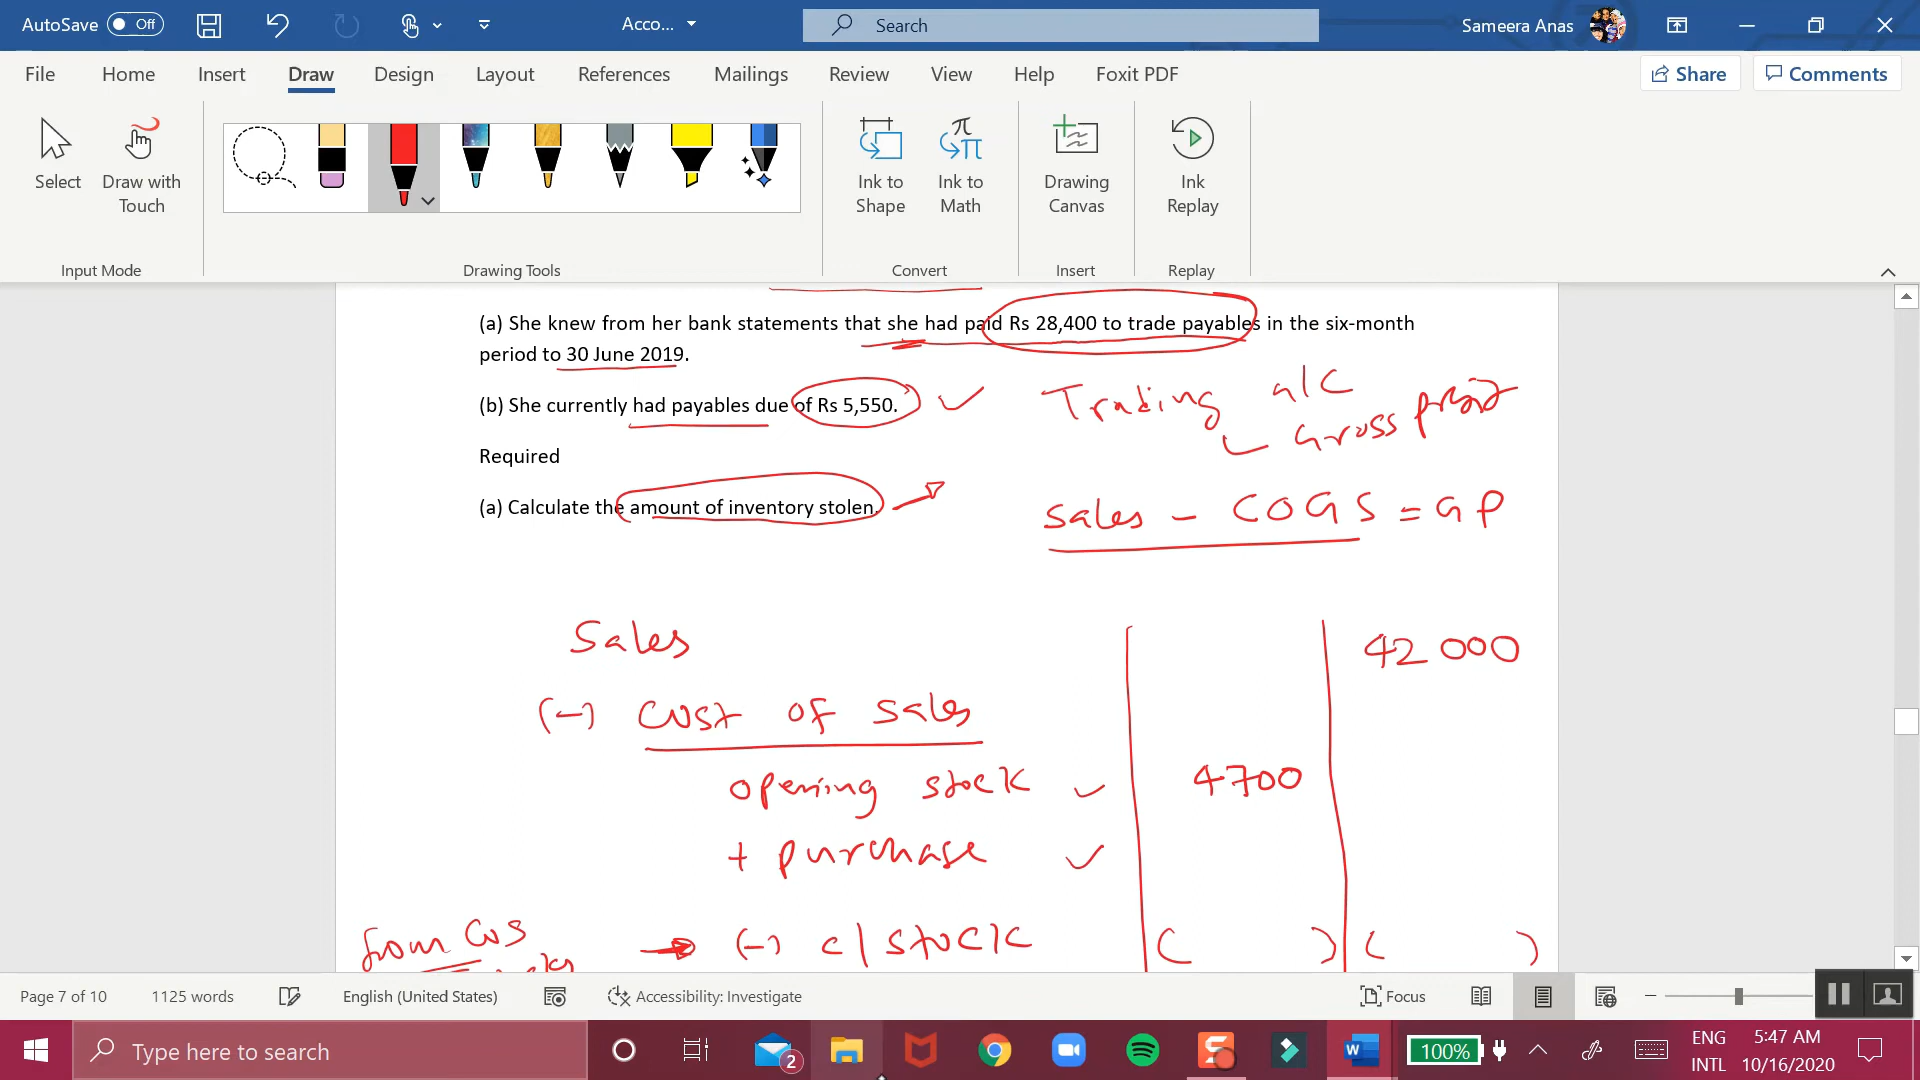 AutoSave Off Acco... Search Sameera Anas
File Home Insert Draw Design Layout References Mailings Review View Help Foxit PDF Share Comments
Select Draw with Touch Ink to Shape Ink to Math Drawing Canvas Ink Replay
Input Mode Drawing Tools Convert Insert Replay
(a) She knew from her bank statements that she had paid Rs 28,400 to trade payables in the six-month
period to 30 June 2019.
(b) She currently had payables due of Rs 5,550.
Trading a/c
Gross profit
Required
(a) Calculate the amount of inventory stolen.
Sales - COGS = GP
Sales 42 000
(-) Cost of sales
opening stock 4700
+ purchase
from COS
(-) cl stock ( ) ( )
Page 7 of 10 1125 words English (United States) Accessibility: Investigate Focus
Type here to search 2 100% ENG 5:47 AM
INTL 10/16/2020